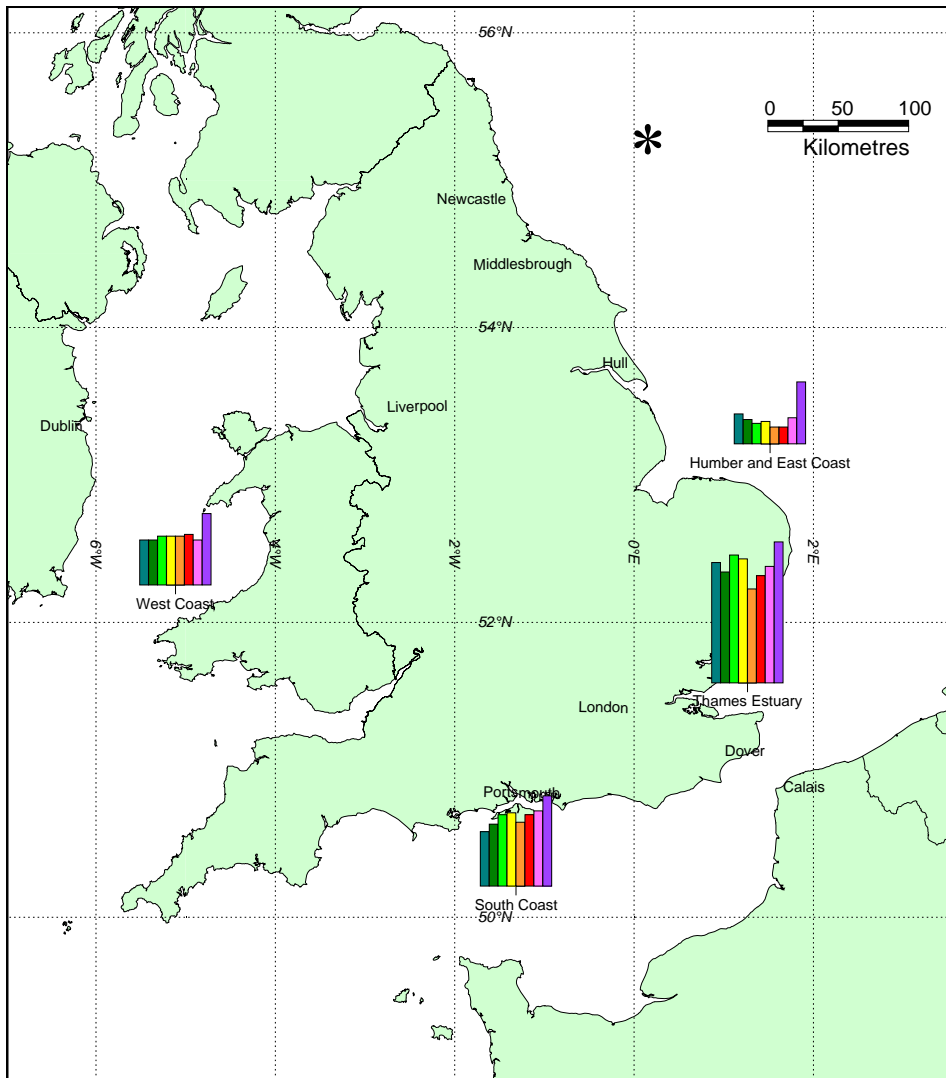 56°N
0 50 100
*
Kilometres
Newcastle
Middlesbrough
54°N
Hull
Liverpool
Dublin
Humber and East Coast
6°W
4°W
2°W
0°E
2°E
West Coast
52°N
Thames Estuary
London
Dover
Calais
Portsmouth
South Coast
50°N